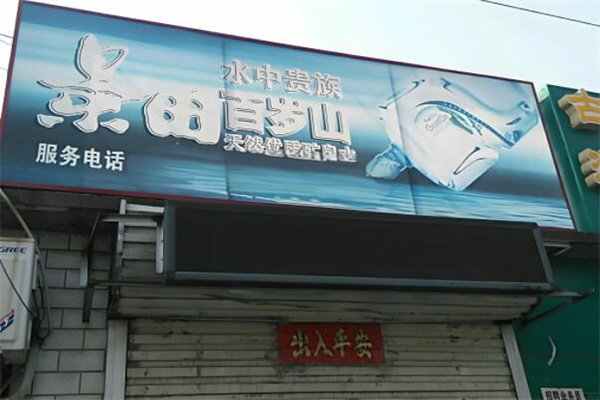 景田
水中贵族
百岁山
天然优质矿泉水
服务电话
GREE
出入平安